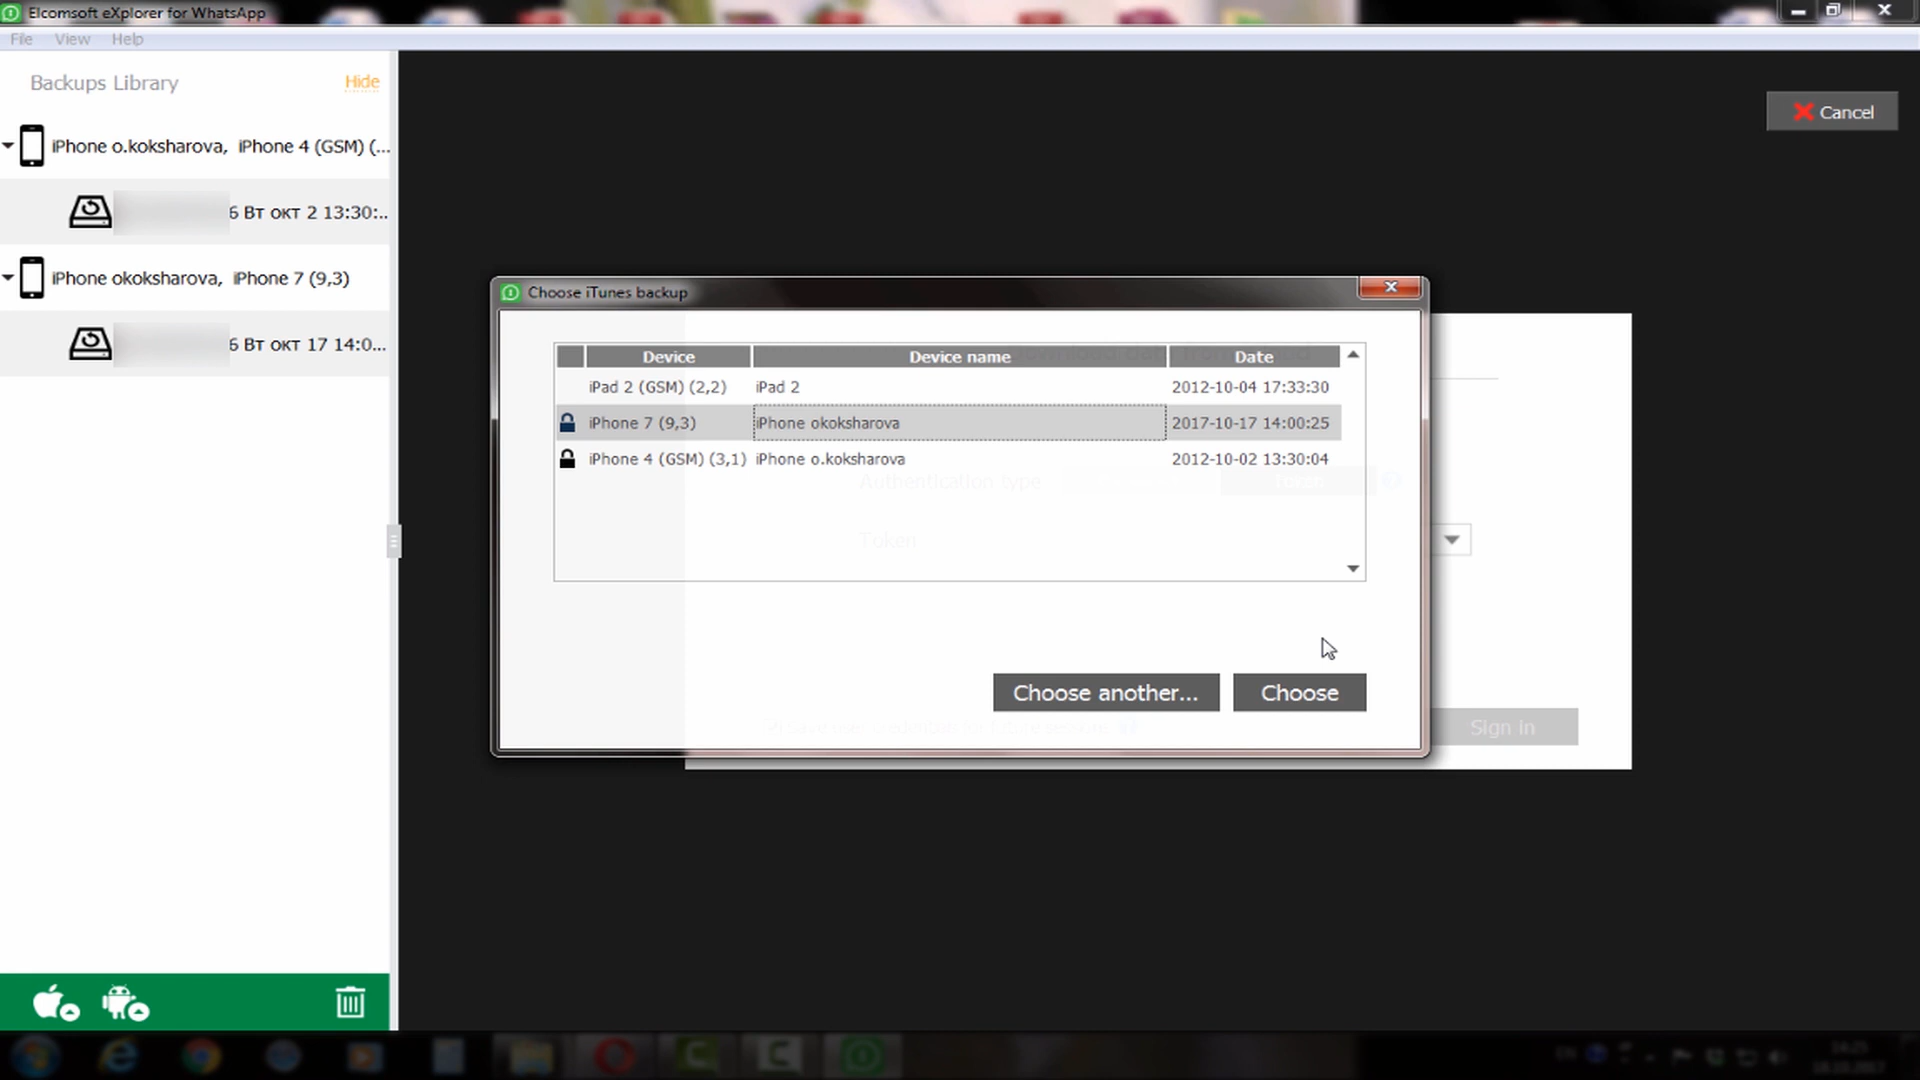 Elcomsoft eXplorer for WhatsApp
File View Help
Backups Library Hide
iPhone o.koksharova, iPhone 4 (GSM) (...
6 Вт окт 2 13:30:..
iPhone okoksharova, iPhone 7 (9,3)
6 Вт окт 17 14:0...
Cancel
Choose iTunes backup
Device Device name Date
iPad 2 (GSM) (2,2) iPad 2 2012-10-04 17:33:30
iPhone 7 (9,3) iPhone okoksharova 2017-10-17 14:00:25
iPhone 4 (GSM) (3,1) iPhone o.koksharova 2012-10-02 13:30:04
Authentication type
Token
Choose another... Choose
Sign in